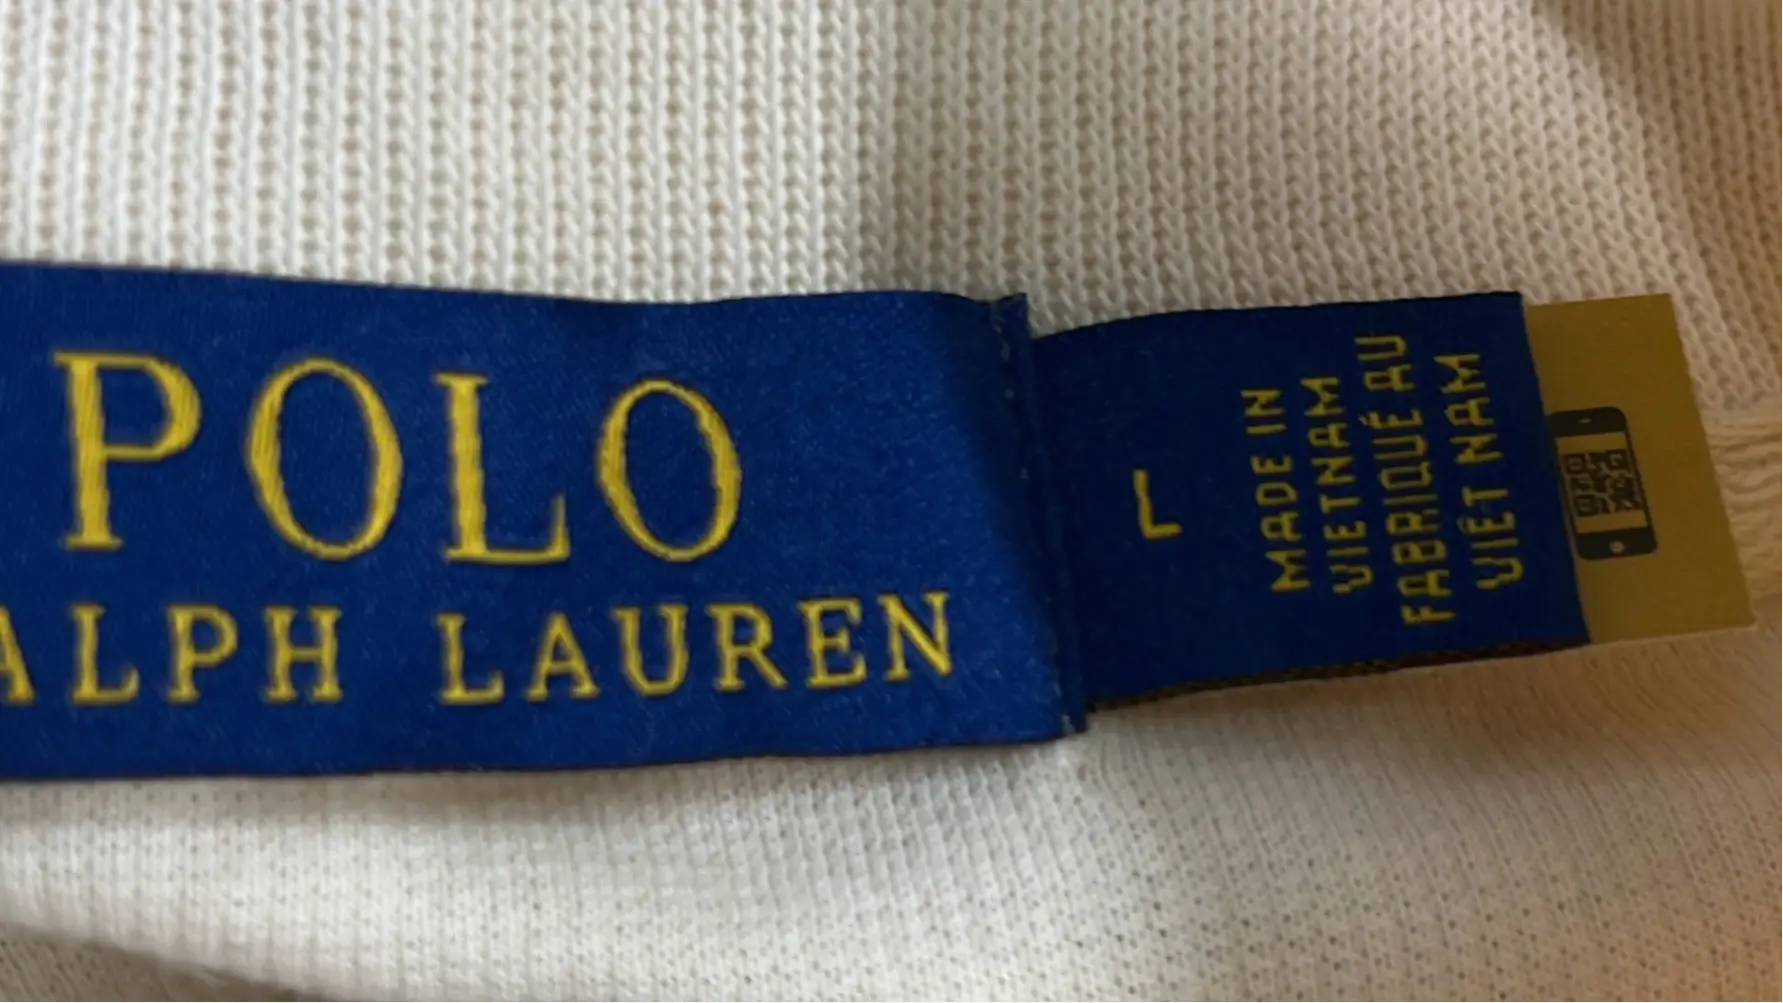 POLO
ALPH LAUREN
L
MADE IN
VIETNAM
FABRIQUÉ AU
VIÊT NAM